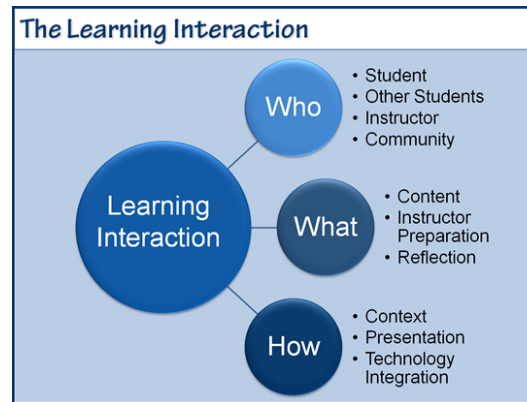 The Learning Interaction
Learning
Interaction
Who
• Student
• Other Students
• Instructor
• Community
What
• Content
• Instructor
Preparation
• Reflection
How
• Context
• Presentation
• Technology
Integration